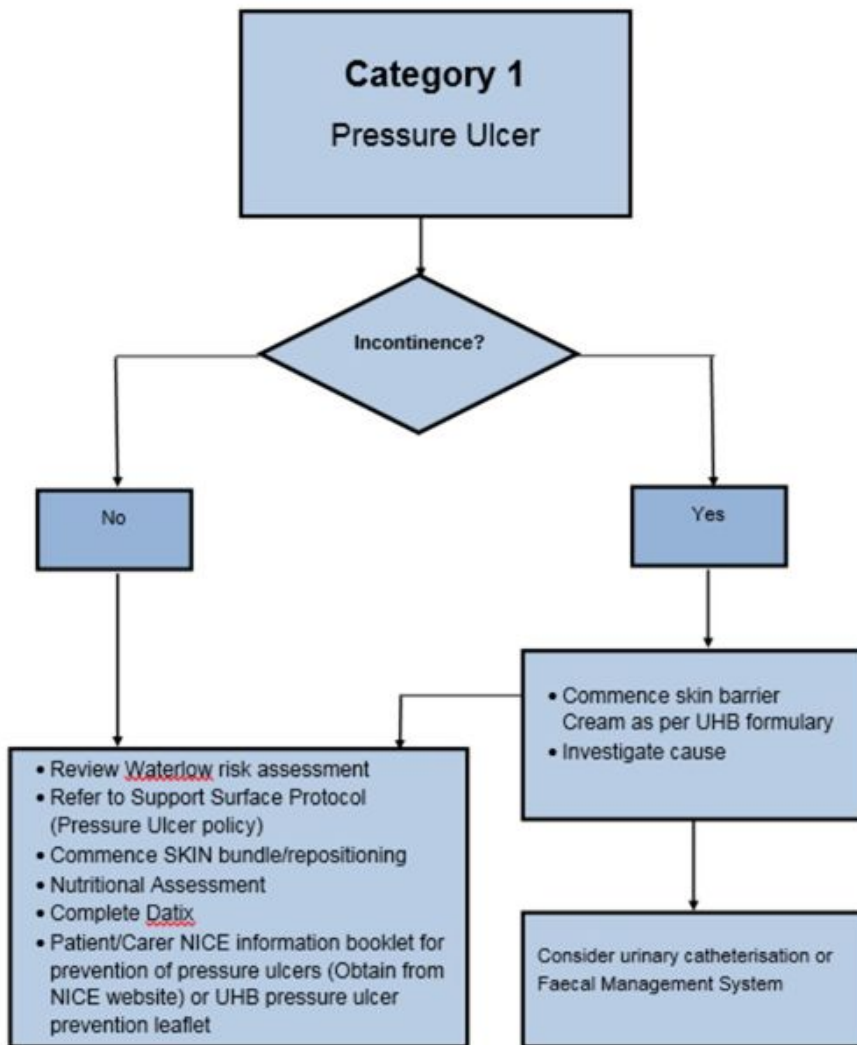 Category 1
Pressure Ulcer
Incontinence?
No
Yes
• Commence skin barrier
Cream as per UHB formulary
• Investigate cause
• Review Waterlow risk assessment
• Refer to Support Surface Protocol
(Pressure Ulcer policy)
• Commence SKIN bundle/repositioning
• Nutritional Assessment
• Complete Datix
• Patient/Carer NICE information booklet for
prevention of pressure ulcers (Obtain from
NICE website) or UHB pressure ulcer
prevention leaflet
Consider urinary catheterisation or
Faecal Management System